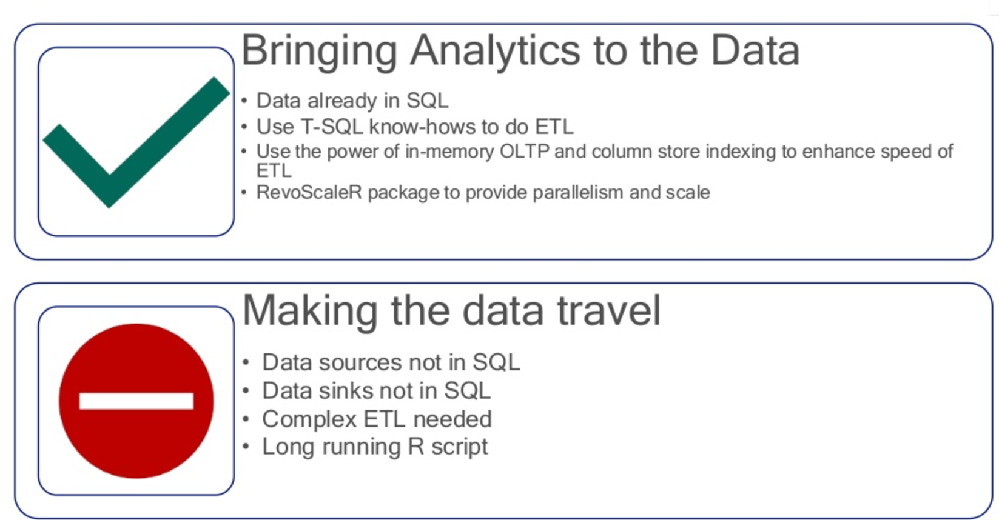 Bringing Analytics to the Data
• Data already in SQL
• Use T-SQL know-hows to do ETL
• Use the power of in-memory OLTP and column store indexing to enhance speed of
ETL
• RevoScaleR package to provide parallelism and scale
Making the data travel
• Data sources not in SQL
• Data sinks not in SQL
• Complex ETL needed
• Long running R script